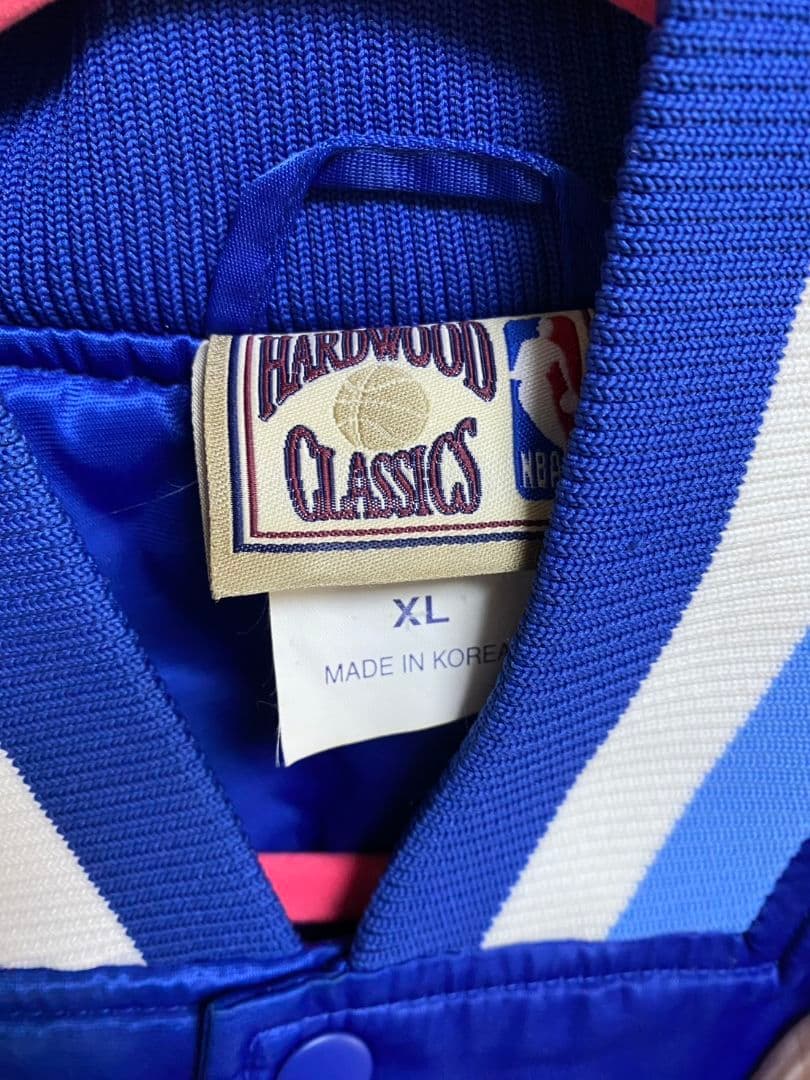 HARDWOOD
CLASSICS
NBA
XL
MADE IN KOREA